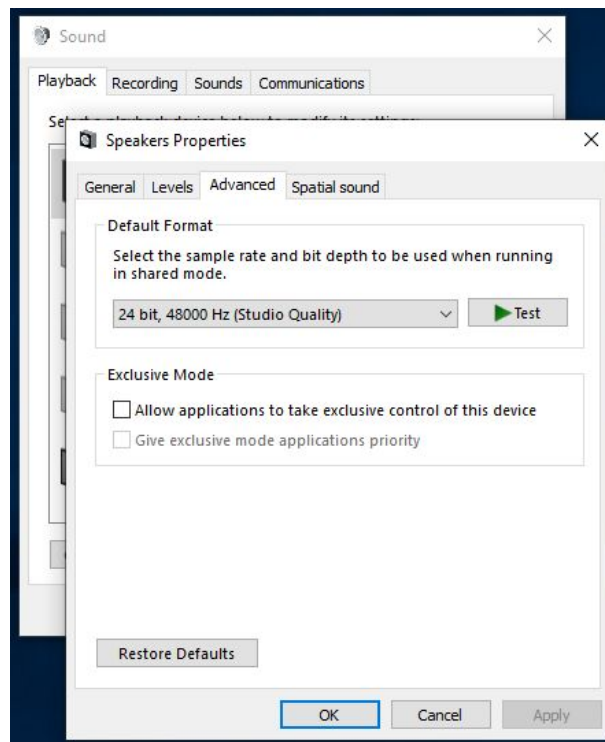 Sound
Playback Recording Sounds Communications
Speakers Properties
General Levels Advanced Spatial sound
Default Format
Select the sample rate and bit depth to be used when running
in shared mode.
24 bit, 48000 Hz (Studio Quality)
Test
Exclusive Mode
Allow applications to take exclusive control of this device
Give exclusive mode applications priority
Restore Defaults
OK Cancel Apply